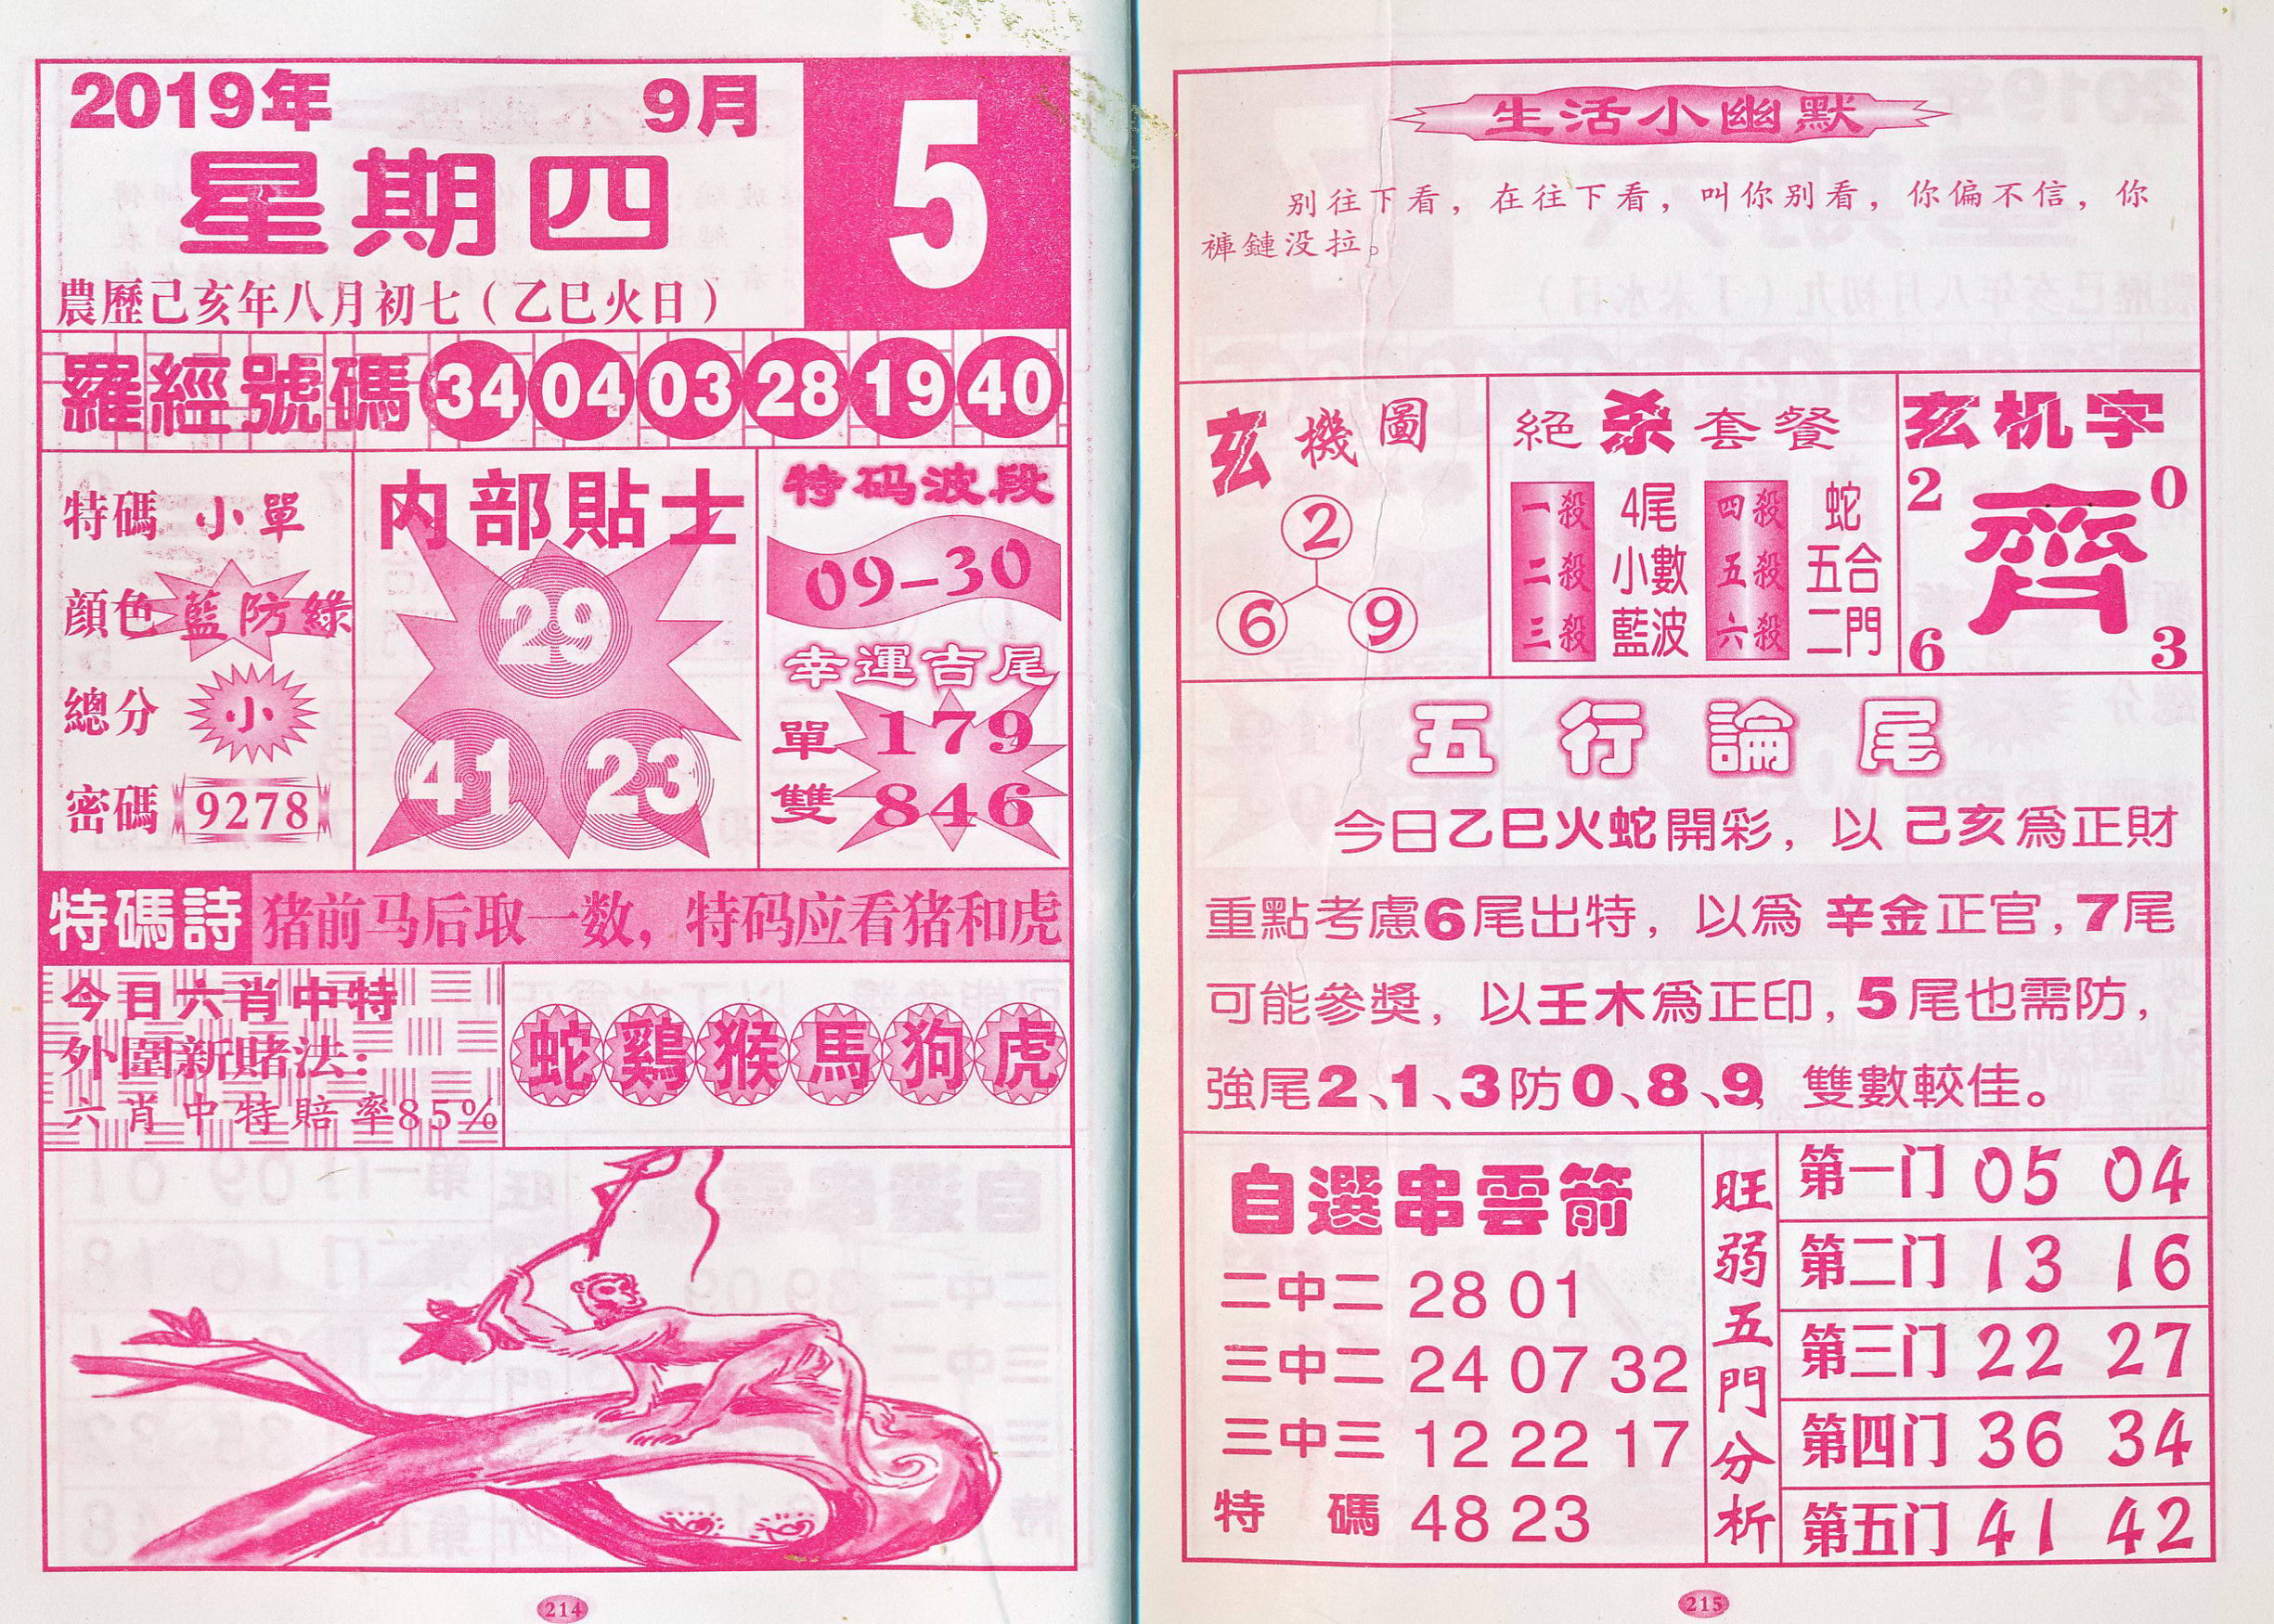 2019年 9月
5
星期四
農歷己亥年八月初七（乙巳火日）
羅經號碼 34 04 03 28 19 40
特碼 小單
顔色 藍防綠
總分 小
密碼 9278
内部貼士
29
41 23
特码波段
09-30
幸運吉尾
單 179
雙 846
特碼詩 猪前马后取一数，特码应看猪和虎
今日六肖中特
外圍新賭法：
六肖中特賠率85%
蛇 鷄 猴 馬 狗 虎
214
生活小幽默
别往下看，在往下看，叫你别看，你偏不信，你
褲鏈没拉。
玄機圖
2
6 9
絕杀套餐
一殺 4尾 四殺 蛇
二殺 小數 五殺 五合
三殺 藍波 六殺 二門
玄机字
2 0
齊
6 3
五行論尾
今日乙巳火蛇開彩，以己亥爲正財
重點考慮6尾出特，以爲辛金正官，7尾
可能參獎，以壬木爲正印，5尾也需防，
強尾2、1、3防0、8、9，雙數較佳。
自選串雲箭
二中二 28 01
三中二 24 07 32
三中三 12 22 17
特碼 48 23
旺弱五門分析
第一门 05 04
第二门 13 16
第三门 22 27
第四门 36 34
第五门 41 42
215